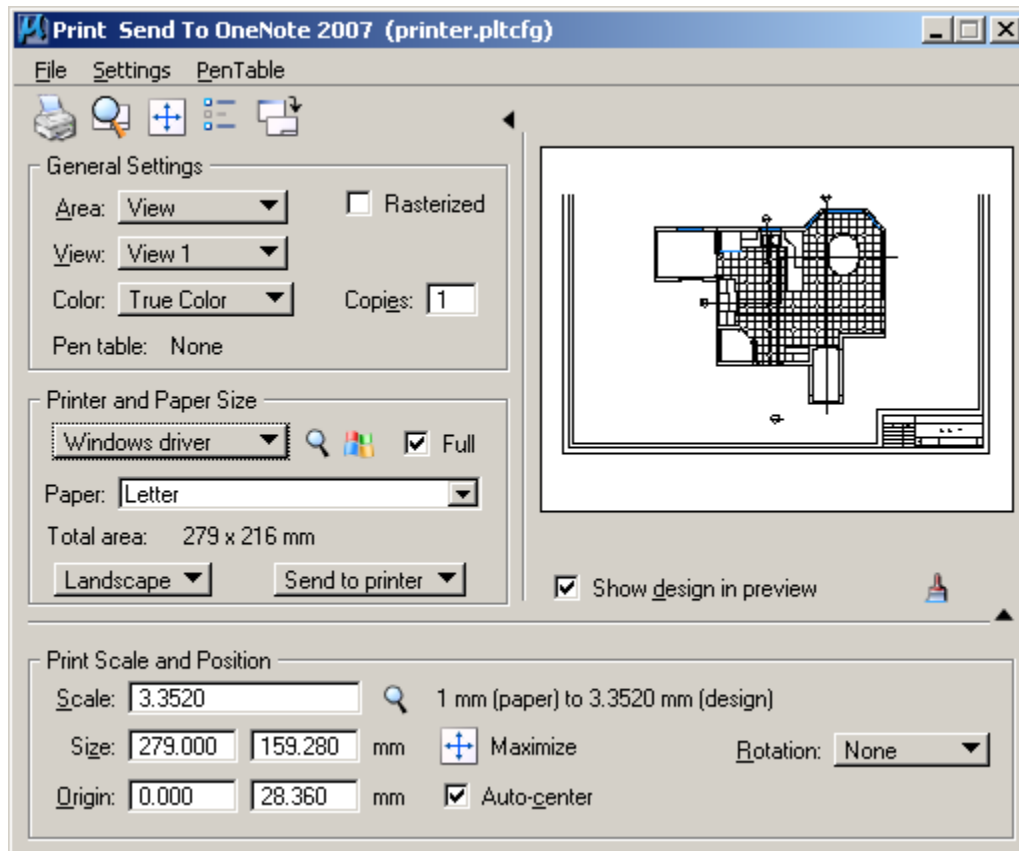 Print Send To OneNote 2007 (printer.pltcfg)
File Settings PenTable
General Settings
Area: View Rasterized
View: View 1
Color: True Color Copies: 1
Pen table: None
Printer and Paper Size
Windows driver Full
Paper: Letter
Total area: 279 x 216 mm
Landscape Send to printer
Show design in preview
Print Scale and Position
Scale: 3.3520 1 mm (paper) to 3.3520 mm (design)
Size: 279.000 159.280 mm Maximize Rotation: None
Origin: 0.000 28.360 mm Auto-center